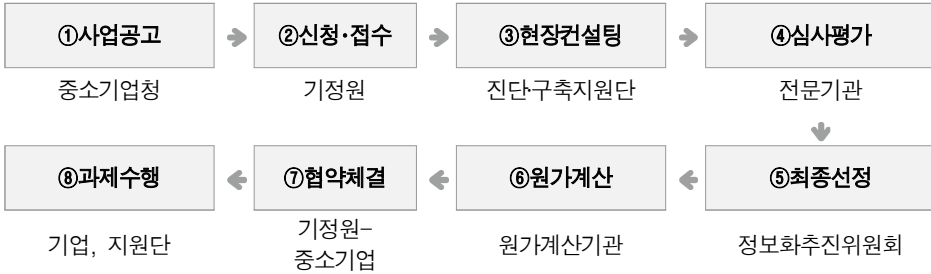 ①사업공고
②신청·접수
③현장컨설팅
④심사평가
중소기업청
기정원
진단·구축지원단
전문기관
⑧과제수행
⑦협약체결
⑥원가계산
⑤최종선정
기업, 지원단
기정원–
중소기업
원가계산기관
정보화추진위원회